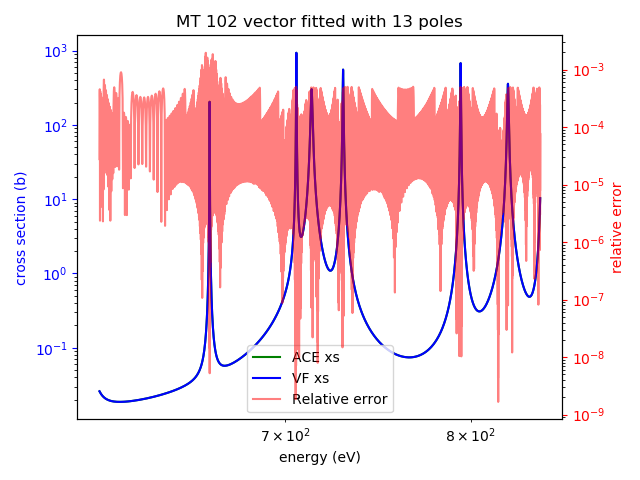 MT 102 vector fitted with 13 poles
10³
10²
10¹
10⁰
10⁻¹
cross section (b)
10⁻³
10⁻⁴
10⁻⁵
10⁻⁶
10⁻⁷
10⁻⁸
10⁻⁹
relative error
ACE xs
VF xs
Relative error
7 × 10²
8 × 10²
energy (eV)